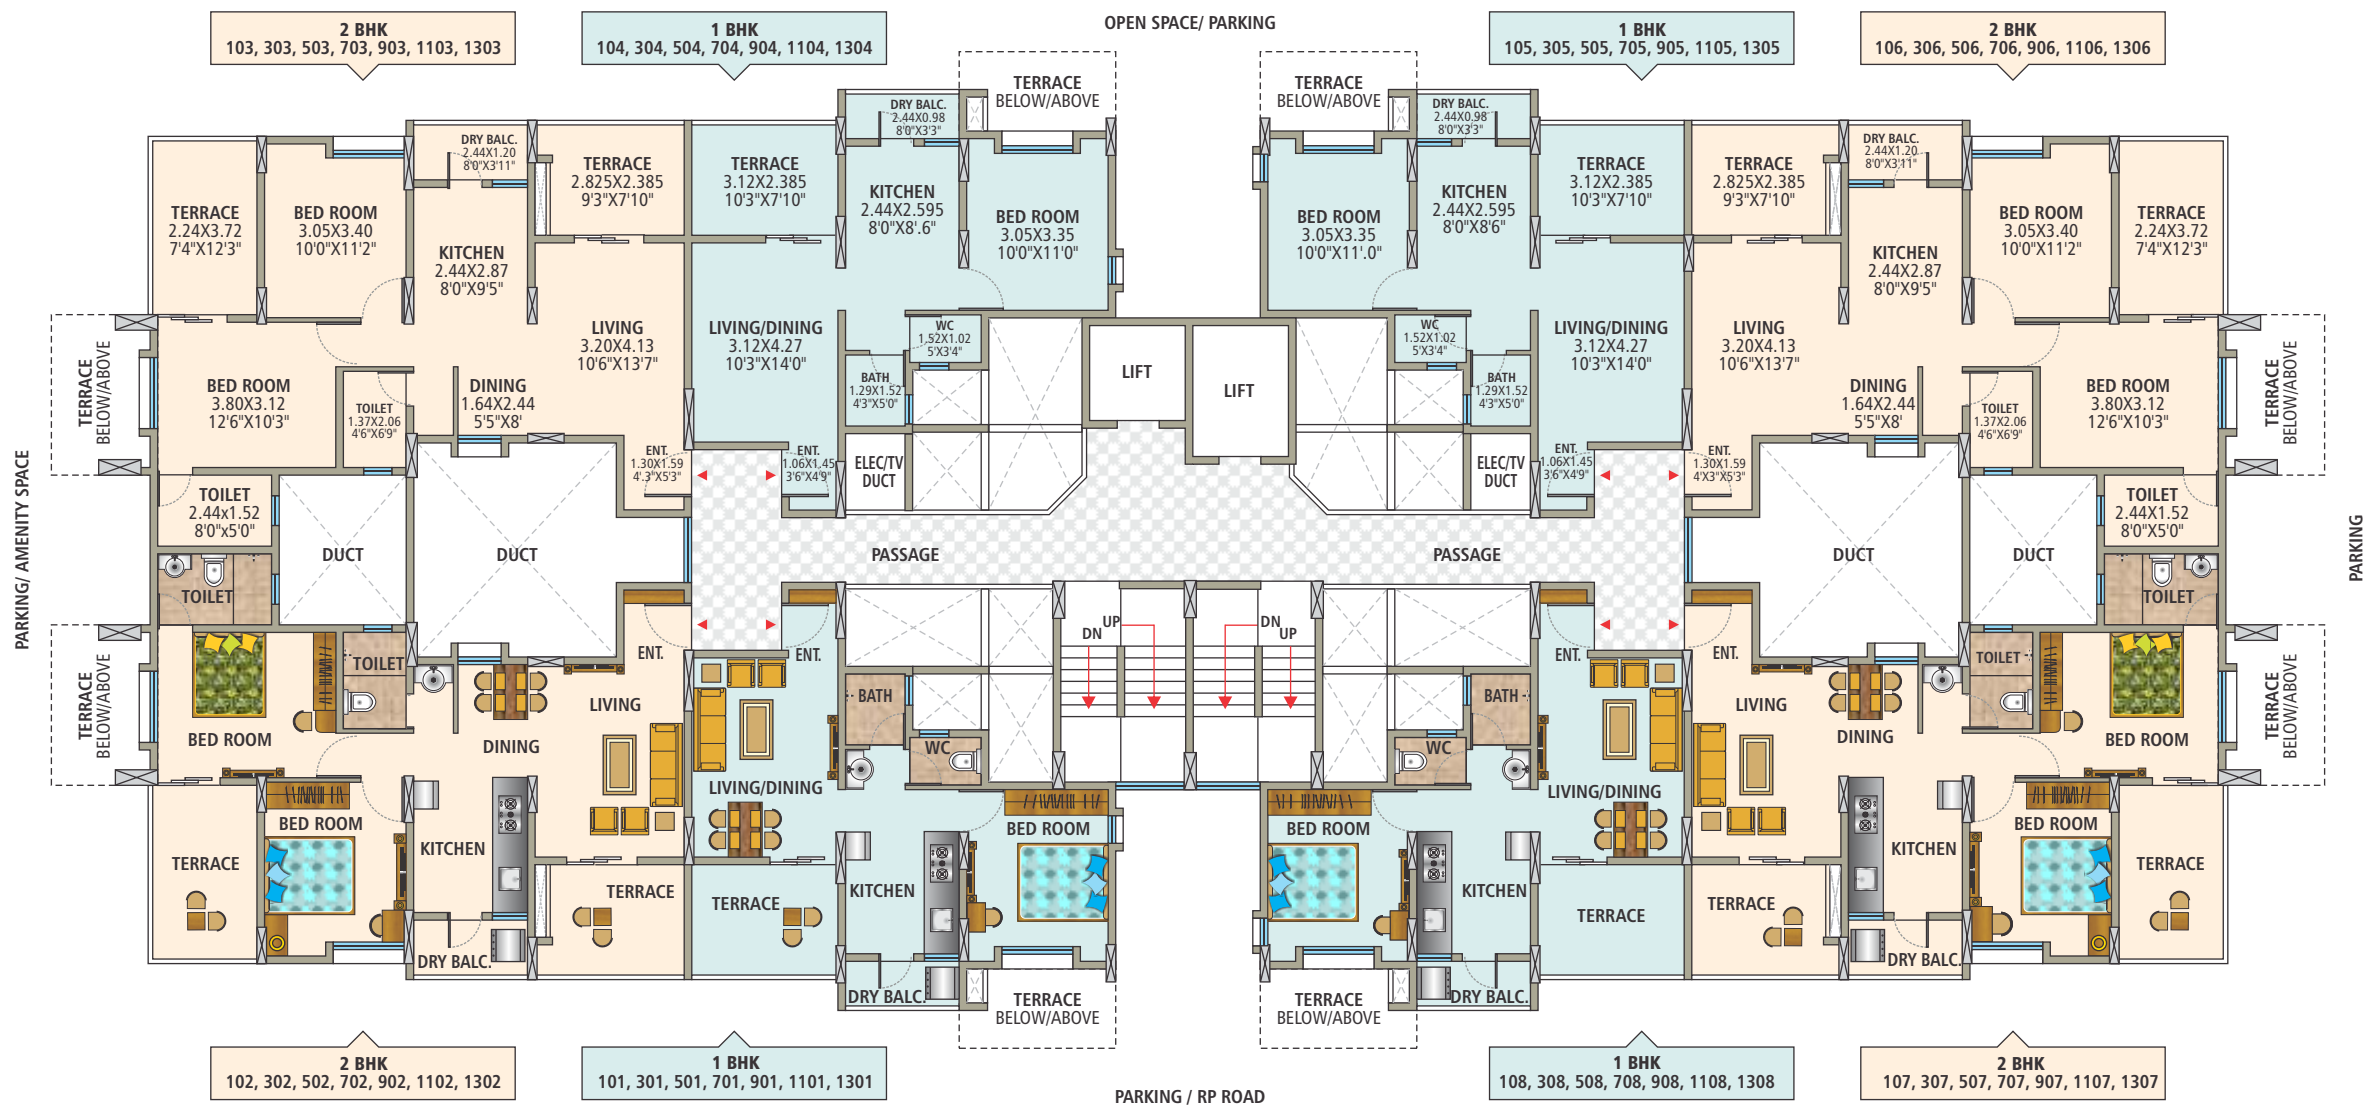 OPEN SPACE/ PARKING
2 BHK
103, 303, 503, 703, 903, 1103, 1303
1 BHK
104, 304, 504, 704, 904, 1104, 1304
1 BHK
105, 305, 505, 705, 905, 1105, 1305
2 BHK
106, 306, 506, 706, 906, 1106, 1306
TERRACE
2.24X3.72
7'4"X12'3"
BED ROOM
3.05X3.40
10'0"X11'2"
DRY BALC.
2.44X1.20
8'0"X3'11"
KITCHEN
2.44X2.87
8'0"X9'5"
TERRACE
2.825X2.385
9'3"X7'10"
LIVING
3.20X4.13
10'6"X13'7"
DINING
1.64X2.44
5'5"X8'
BED ROOM
3.80X3.12
12'6"X10'3"
TOILET
1.37X2.06
4'6"X6'9"
TOILET
2.44x1.52
8'0"x5'0"
ENT.
1.30X1.59
4'.3"X5'3"
TERRACE
BELOW/ABOVE
DUCT
DUCT
TERRACE
3.12X2.385
10'3"X7'10"
DRY BALC.
2.44X0.98
8'0"X3'3"
KITCHEN
2.44X2.595
8'0"X8'.6"
TERRACE
BELOW/ABOVE
BED ROOM
3.05X3.35
10'0"X11'0"
LIVING/DINING
3.12X4.27
10'3"X14'0"
WC
1.52X1.02
5'X3'4"
BATH
1.29X1.52
4'3"X5'0"
ENT.
1.06X1.45
3'6"X4'9"
ELEC/TV
DUCT
LIFT
LIFT
TERRACE
BELOW/ABOVE
BED ROOM
3.05X3.35
10'0"X11'.0"
DRY BALC.
2.44X0.98
8'0"X3'3"
KITCHEN
2.44X2.595
8'0"X8'6"
TERRACE
3.12X2.385
10'3"X7'10"
LIVING/DINING
3.12X4.27
10'3"X14'0"
WC
1.52X1.02
5'X3'4"
BATH
1.29X1.52
4'3"X5'0"
ELEC/TV
DUCT
ENT.
1.06X1.45
3'6"X4'9"
TERRACE
2.825X2.385
9'3"X7'10"
DRY BALC.
2.44X1.20
8'0"X3'11"
KITCHEN
2.44X2.87
8'0"X9'5"
BED ROOM
3.05X3.40
10'0"X11'2"
TERRACE
2.24X3.72
7'4"X12'3"
LIVING
3.20X4.13
10'6"X13'7"
DINING
1.64X2.44
5'5"X8'
TOILET
1.37X2.06
4'6"X6'9"
BED ROOM
3.80X3.12
12'6"X10'3"
ENT.
1.30X1.59
4'X3"X5'3"
TOILET
2.44X1.52
8'0"X5'0"
TERRACE
BELOW/ABOVE
DUCT
DUCT
PARKING/ AMENITY SPACE
PARKING
PASSAGE
PASSAGE
TOILET
TERRACE
BELOW/ABOVE
BED ROOM
TOILET
ENT.
LIVING
DINING
BED ROOM
KITCHEN
TERRACE
TERRACE
DRY BALC.
ENT.
BATH
WC
LIVING/DINING
BED ROOM
KITCHEN
TERRACE
DRY BALC.
TERRACE
BELOW/ABOVE
DN
UP
DN
UP
ENT.
BATH
WC
LIVING/DINING
BED ROOM
KITCHEN
TERRACE
DRY BALC.
TERRACE
BELOW/ABOVE
ENT.
LIVING
DINING
TOILET
TOILET
BED ROOM
BED ROOM
KITCHEN
TERRACE
TERRACE
DRY BALC.
TERRACE
BELOW/ABOVE
2 BHK
102, 302, 502, 702, 902, 1102, 1302
1 BHK
101, 301, 501, 701, 901, 1101, 1301
1 BHK
108, 308, 508, 708, 908, 1108, 1308
2 BHK
107, 307, 507, 707, 907, 1107, 1307
PARKING / RP ROAD